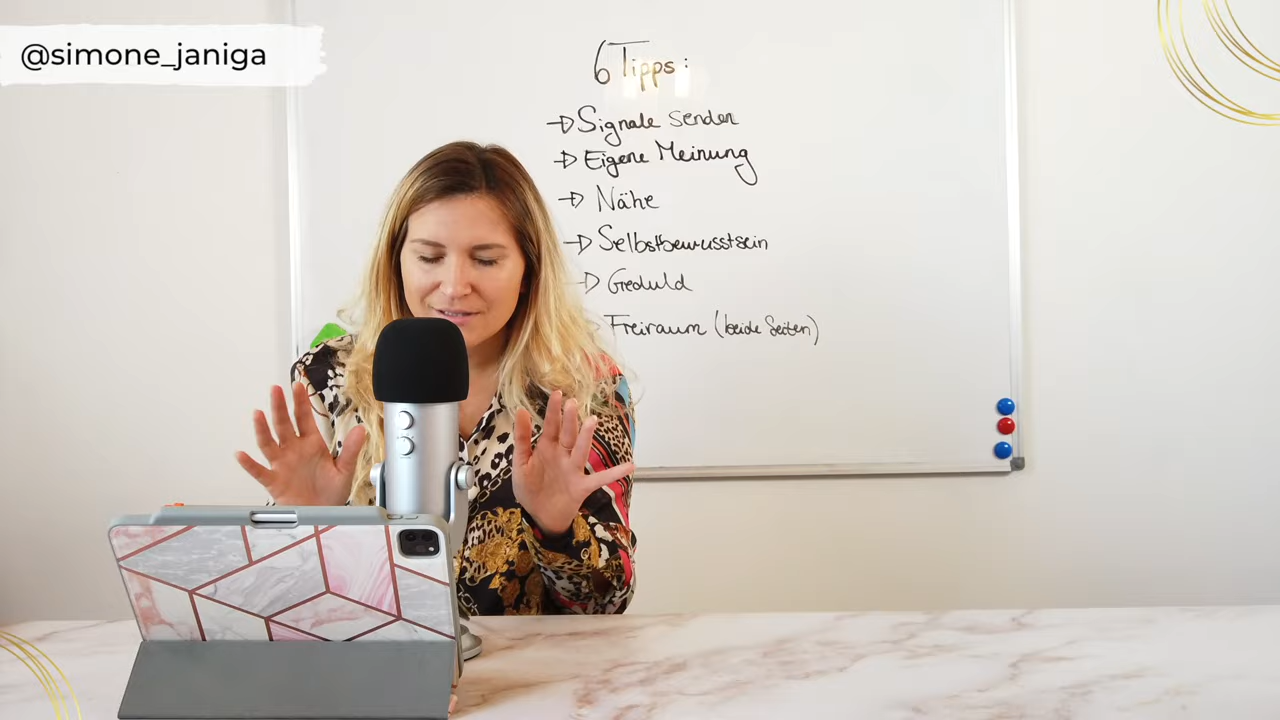 @simone_janiga
6 Tipps:
→ Signale senden
→ Eigene Meinung
→ Nähe
→ Selbstbewusstsein
→ Geduld
Freiraum (beide Seiten)